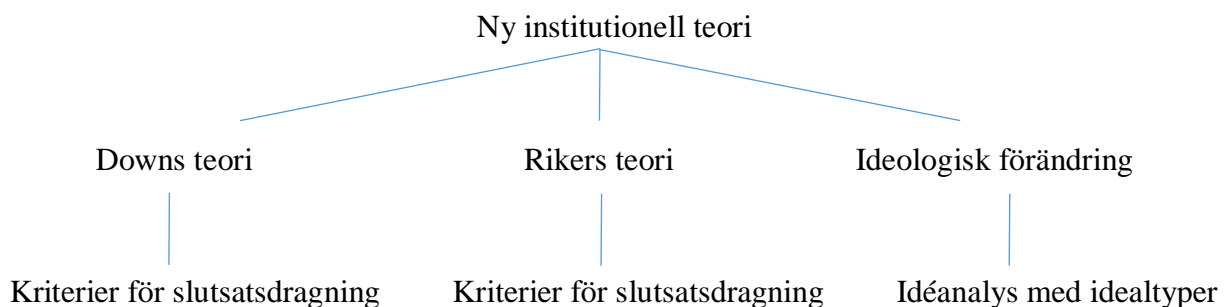 Ny institutionell teori
Downs teori Rikers teori Ideologisk förändring
Kriterier för slutsatsdragning Kriterier för slutsatsdragning Idéanalys med idealtyper